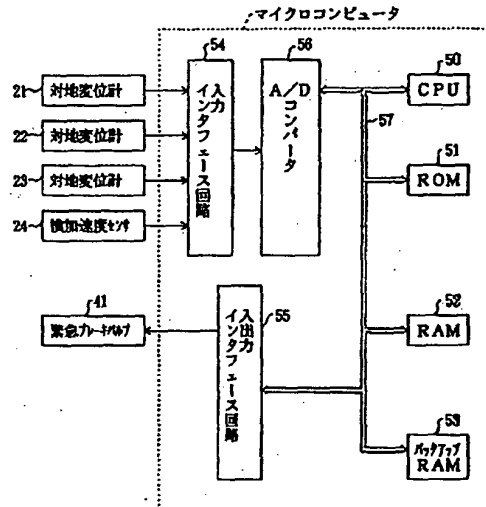 マイクロコンピュータ
54
56
50
21
対地変位計
入力インタフェース回路
A/Dコンバータ
CPU
57
22
対地変位計
51
23
対地変位計
ROM
24
横加速度センサ
41
緊急ブレーキバルブ
入出力インタフェース回路
55
52
RAM
53
バックアップ
RAM